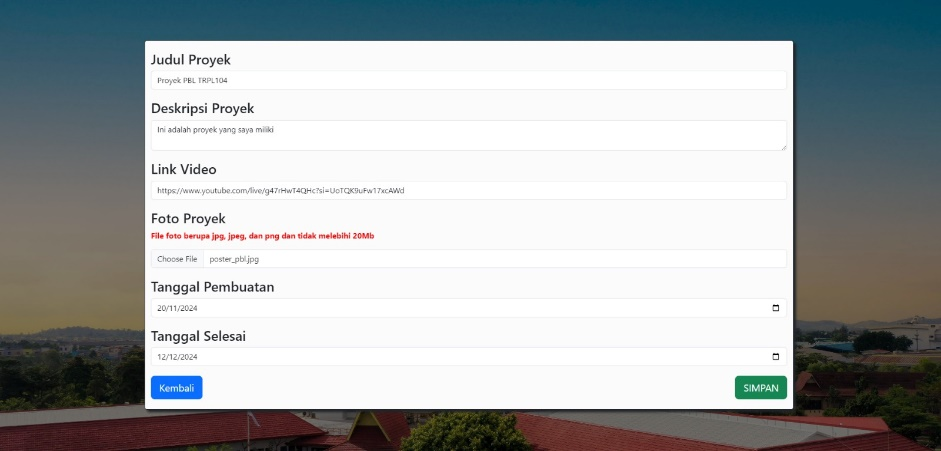 Judul Proyek
Proyek PBL TRPL104
Deskripsi Proyek
Ini adalah proyek yang saya miliki
Link Video
https://www.youtube.com/live/g47rHwT4QHc?si=UoTQK9uFw17xcAWd
Foto Proyek
File foto berupa jpg, jpeg, dan png dan tidak melebihi 20Mb
Choose File poster_pbl.jpg
Tanggal Pembuatan
20/11/2024
Tanggal Selesai
12/12/2024
Kembali SIMPAN